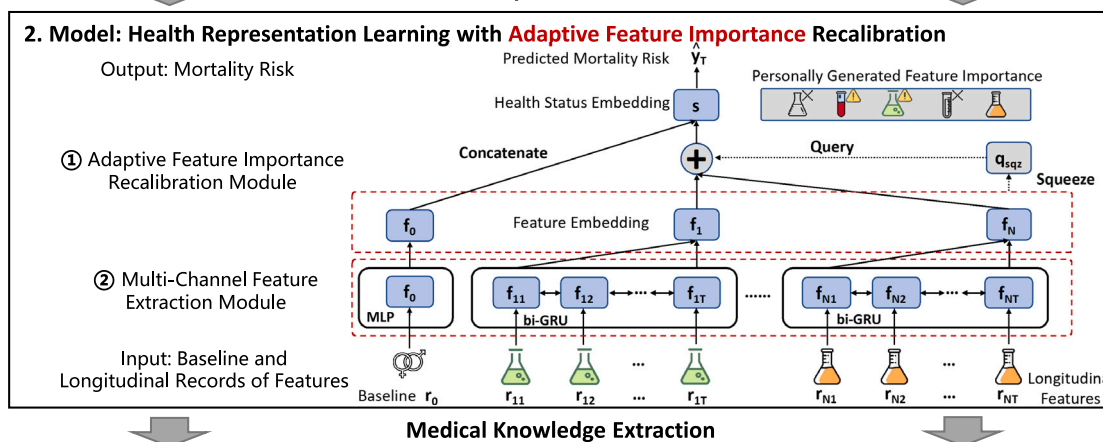 2. Model: Health Representation Learning with Adaptive Feature Importance Recalibration
Output: Mortality Risk
Predicted Mortality Risk ŷT
Personally Generated Feature Importance
Health Status Embedding
s
Concatenate
Query
qsqz
Squeeze
① Adaptive Feature Importance
Recalibration Module
+
Feature Embedding
f0
f1
fN
② Multi-Channel Feature
Extraction Module
f0
MLP
f11
f12
...
f1T
bi-GRU
......
fN1
fN2
...
fNT
bi-GRU
Input: Baseline and
Longitudinal Records of Features
...
...
Baseline r0
r11
r12
...
r1T
rN1
rN2
...
rNT
Longitudinal
Features
Medical Knowledge Extraction